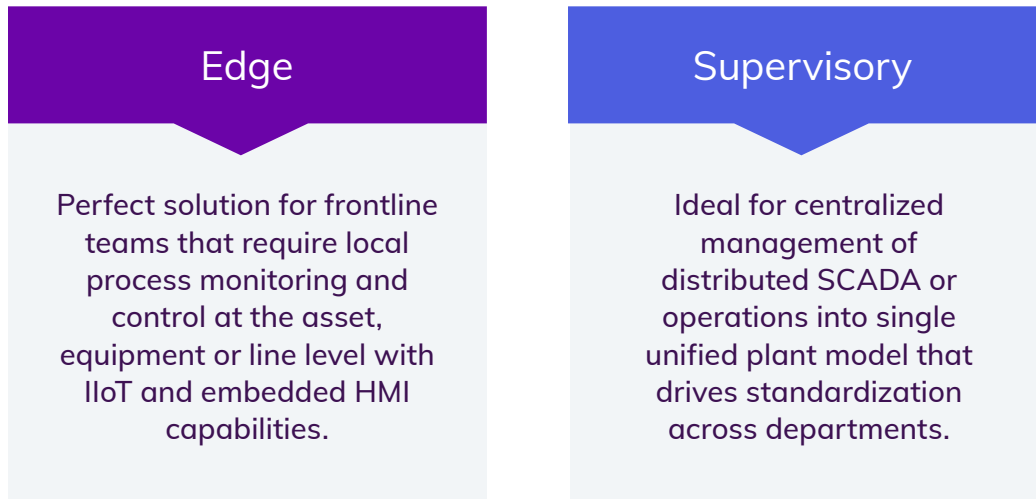 Edge
Perfect solution for frontline
teams that require local
process monitoring and
control at the asset,
equipment or line level with
IIoT and embedded HMI
capabilities.
Supervisory
Ideal for centralized
management of
distributed SCADA or
operations into single
unified plant model that
drives standardization
across departments.